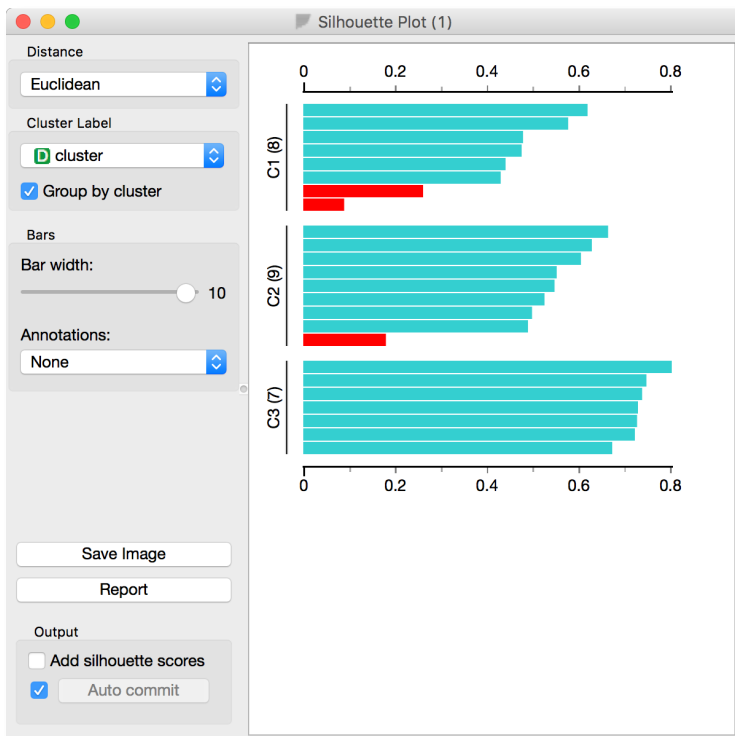 Silhouette Plot (1)
Distance
Euclidean
Cluster Label
D cluster
Group by cluster
Bars
Bar width:
10
Annotations:
None
Save Image
Report
Output
Add silhouette scores
Auto commit
0 0.2 0.4 0.6 0.8
C1 (8)
C2 (9)
C3 (7)
0 0.2 0.4 0.6 0.8